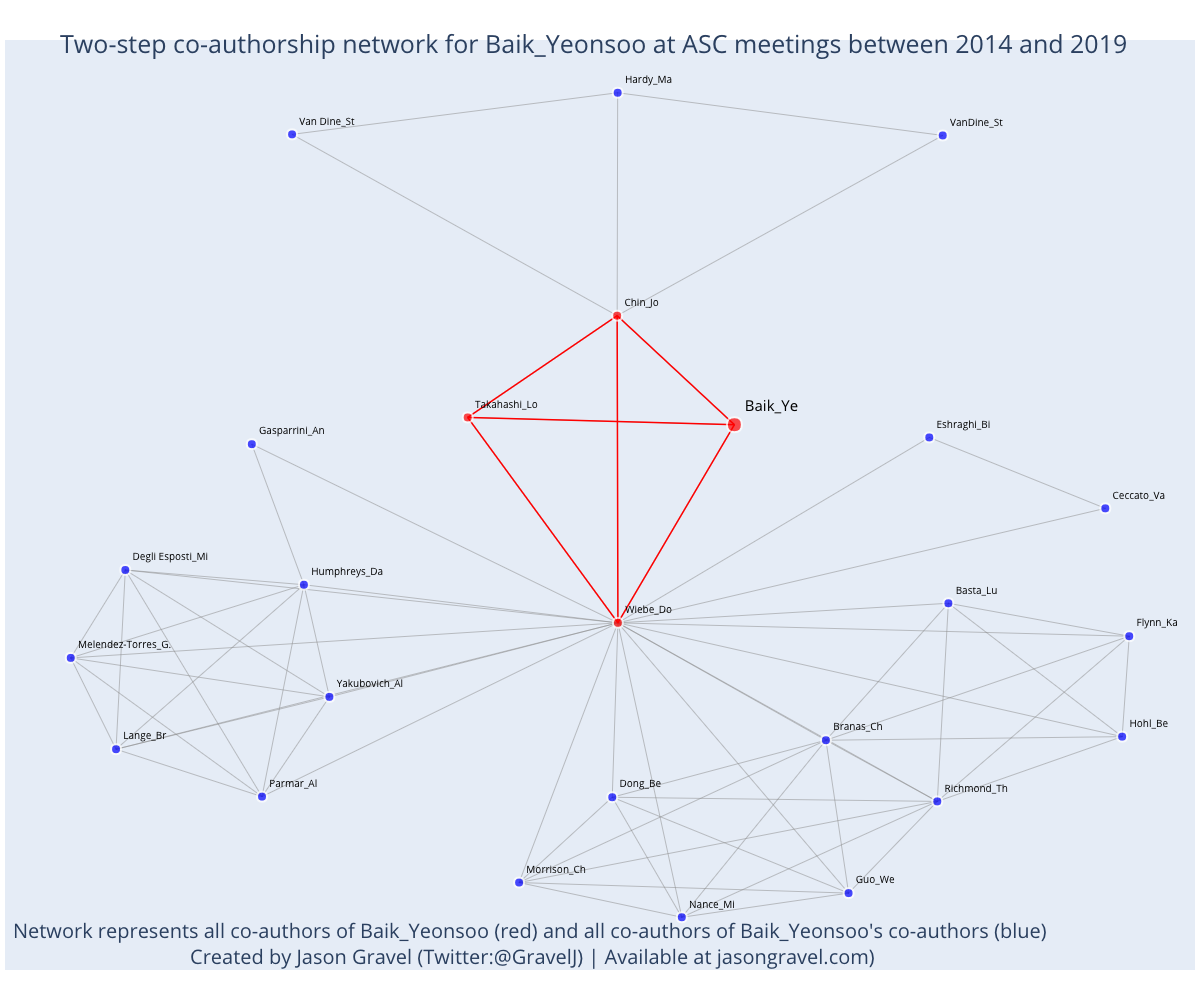 Two-step co-authorship network for Baik_Yeonsoo at ASC meetings between 2014 and 2019
Hardy_Ma
Van Dine_St
VanDine_St
Chin_Jo
Takahashi_Lo
Baik_Ye
Gasparrini_An
Eshraghi_Bi
Ceccato_Va
Degli Esposti_Mi
Humphreys_Da
Basta_Lu
Wiebe_Do
Flynn_Ka
Melendez-Torres_G.
Yakubovich_Al
Lange_Br
Branas_Ch
Hohl_Be
Parmar_Al
Dong_Be
Richmond_Th
Morrison_Ch
Guo_We
Nance_Mi
Network represents all co-authors of Baik_Yeonsoo (red) and all co-authors of Baik_Yeonsoo's co-authors (blue)
Created by Jason Gravel (Twitter:@GravelJ) | Available at jasongravel.com)